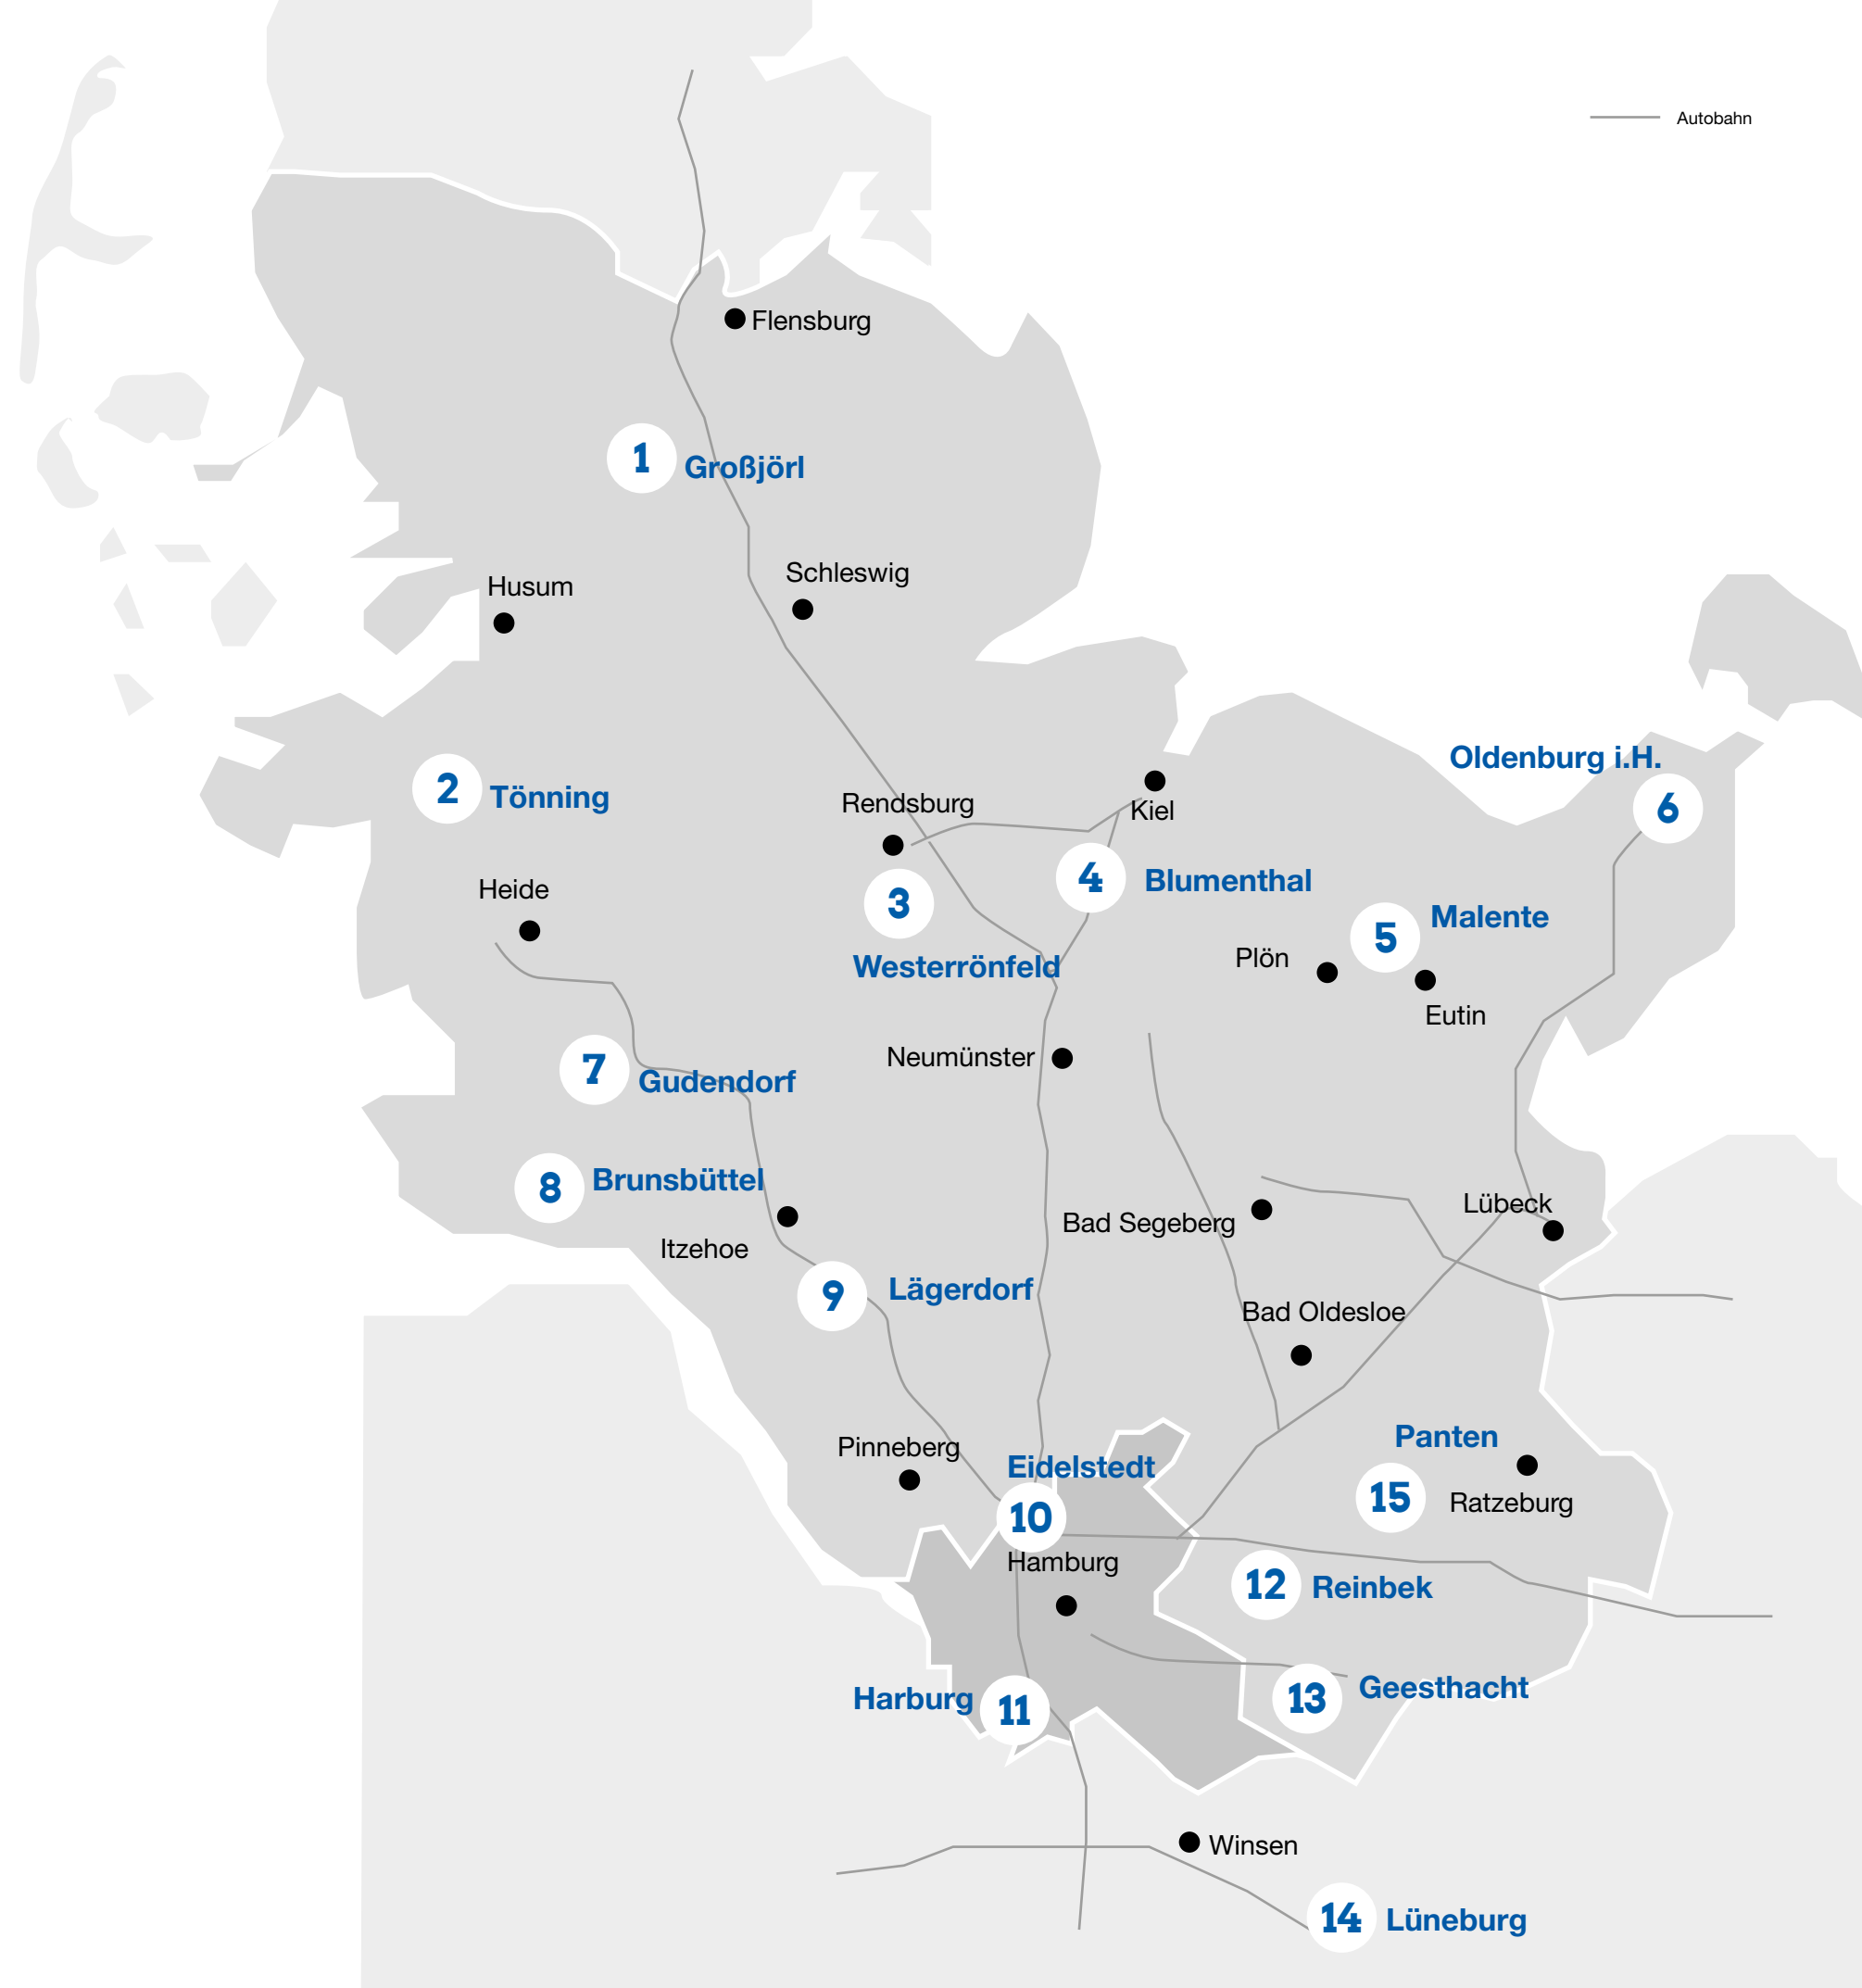 Autobahn
Flensburg
1 Großjörl
Schleswig
Husum
Oldenburg i.H.
6
2 Tönning
Rendsburg
Kiel
4 Blumenthal
Heide
3
Malente
5
Westerrönfeld
Plön
Eutin
Neumünster
7 Gudendorf
8 Brunsbüttel
Lübeck
Bad Segeberg
Itzehoe
9 Lägerdorf
Bad Oldesloe
Panten
Pinneberg
Eidelstedt
15
Ratzeburg
10
Hamburg
12 Reinbek
Geesthacht
Harburg
13
11
Winsen
14 Lüneburg